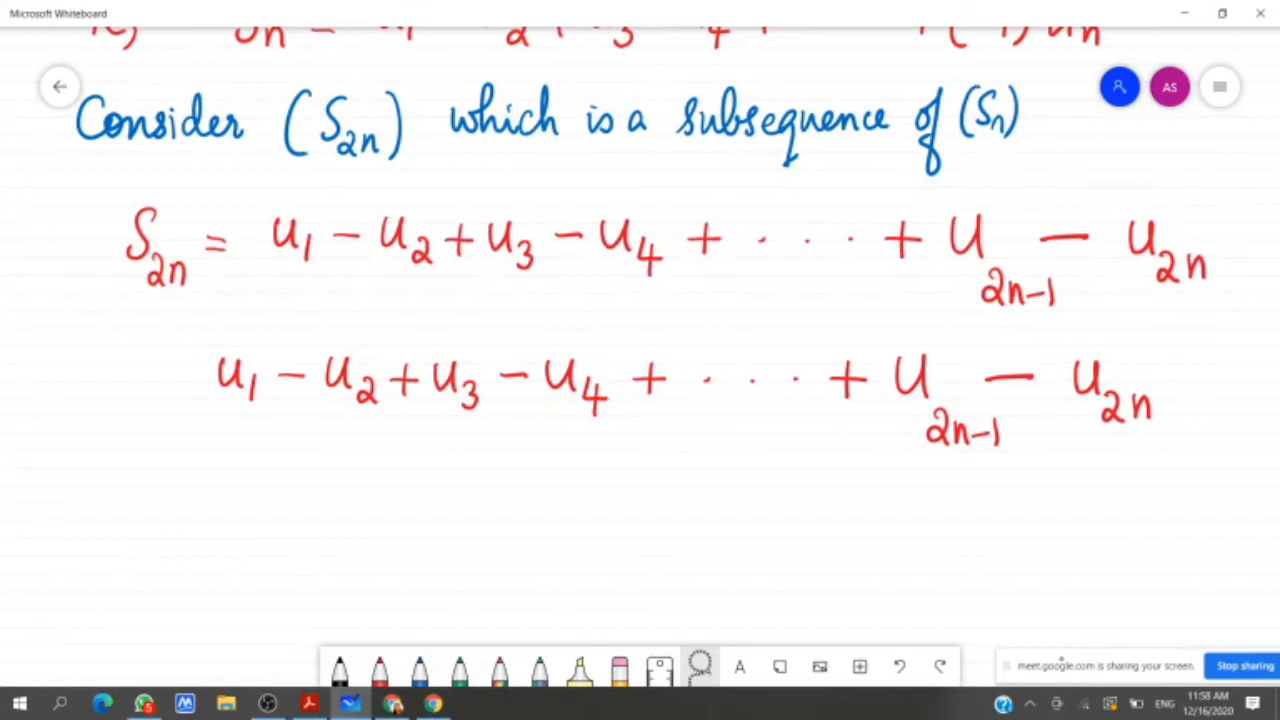 Microsoft Whiteboard
Consider (S₂ₙ) which is a subsequence of (Sₙ)
AS
S₂ₙ = u₁ − u₂ + u₃ − u₄ + . . . + u₂ₙ₋₁ − u₂ₙ
u₁ − u₂ + u₃ − u₄ + . . . + u₂ₙ₋₁ − u₂ₙ
meet.google.com is sharing your screen. Stop sharing
ENG
11:58 AM
12/16/2020